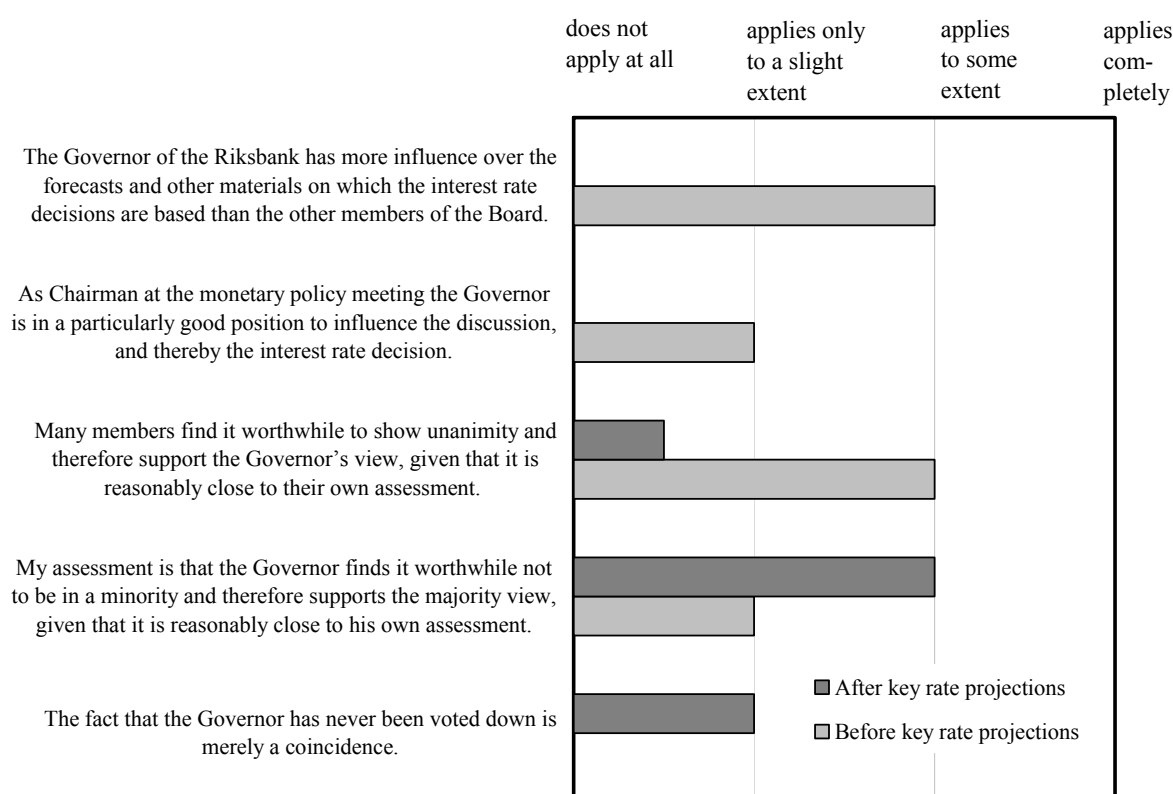 does not
apply at all
applies only
to a slight
extent
applies
to some
extent
applies
com-
pletely
The Governor of the Riksbank has more influence over the
forecasts and other materials on which the interest rate
decisions are based than the other members of the Board.
As Chairman at the monetary policy meeting the Governor
is in a particularly good position to influence the discussion,
and thereby the interest rate decision.
Many members find it worthwhile to show unanimity and
therefore support the Governor’s view, given that it is
reasonably close to their own assessment.
My assessment is that the Governor finds it worthwhile not
to be in a minority and therefore supports the majority view,
given that it is reasonably close to his own assessment.
The fact that the Governor has never been voted down is
merely a coincidence.
After key rate projections
Before key rate projections